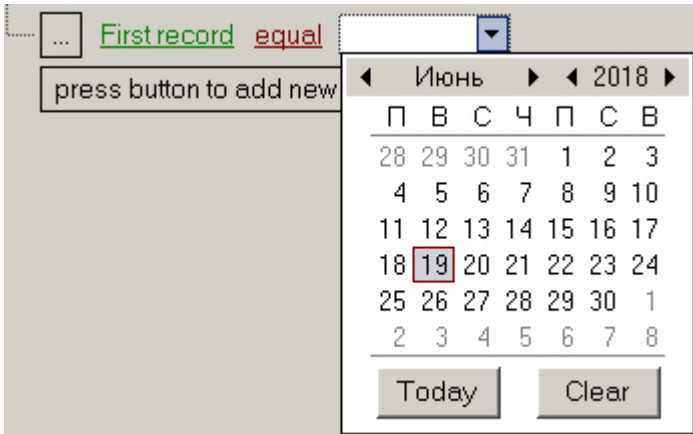 ... First record equal
press button to add new
Июнь 2018
П В С Ч П С В
28 29 30 31 1 2 3
4 5 6 7 8 9 10
11 12 13 14 15 16 17
18 19 20 21 22 23 24
25 26 27 28 29 30 1
2 3 4 5 6 7 8
Today Clear